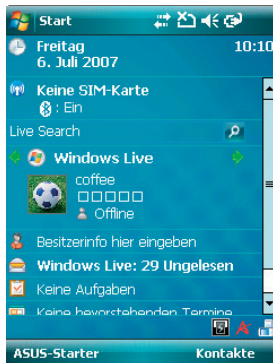 Start
Freitag 10:10
6. Juli 2007
Keine SIM-Karte
: Ein
Live Search
Windows Live
coffee
□□□□□
Offline
Besitzerinfo hier eingeben
Windows Live: 29 Ungelesen
Keine Aufgaben
Keine bevorstehenden Termine
ASUS-Starter Kontakte